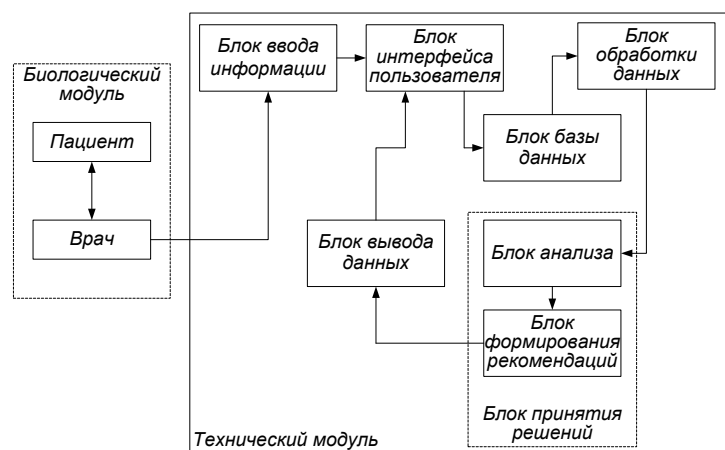 Биологический
модуль
Пациент
Врач
Блок ввода
информации
Блок
интерфейса
пользователя
Блок
обработки
данных
Блок базы
данных
Блок вывода
данных
Блок анализа
Блок
формирования
рекомендаций
Блок принятия
решений
Технический модуль